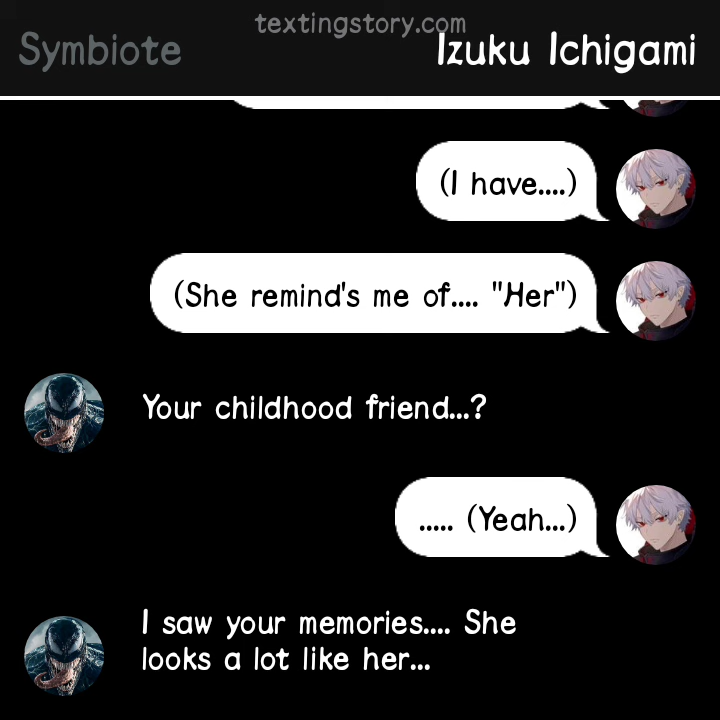 textingstory.com
Symbiote
Izuku Ichigami
(I have....)
(She remind's me of.... "Her")
Your childhood friend...?
..... (Yeah...)
I saw your memories.... She
looks a lot like her...